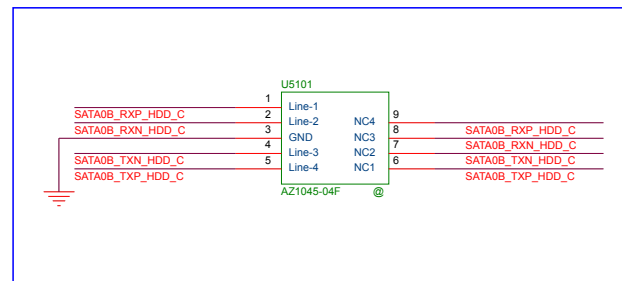 U5101
1
Line-1
SATA0B_RXP_HDD_C
2
Line-2
NC4
9
SATA0B_RXN_HDD_C
3
GND
NC3
8
SATA0B_RXP_HDD_C
4
Line-3
NC2
7
SATA0B_RXN_HDD_C
SATA0B_TXN_HDD_C
5
Line-4
NC1
6
SATA0B_TXN_HDD_C
SATA0B_TXP_HDD_C
SATA0B_TXP_HDD_C
AZ1045-04F
@